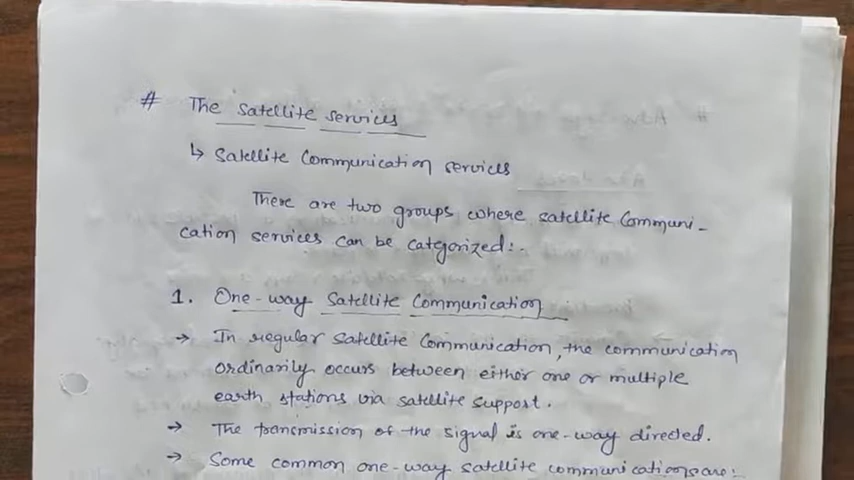 # The Satellite services
↳ Satellite Communication services
There are two groups where satellite Communi-
cation services can be categorized:-
1. One-way Satellite Communication
→ In regular satellite Communication, the communication
ordinarily occurs between either one or multiple
earth stations via satellite support.
→ The transmission of the signal is one-way directed.
→ Some common one-way satellite communications are: